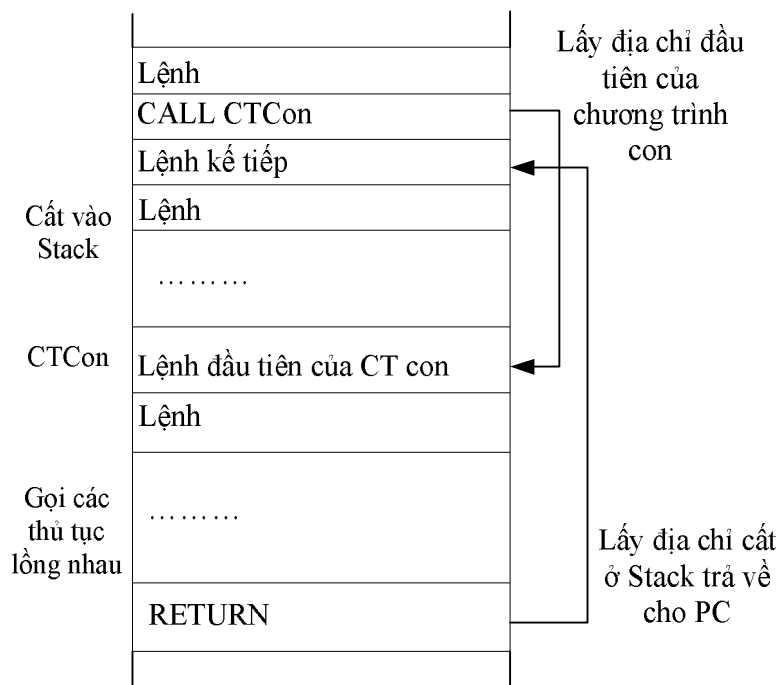 Lệnh
CALL CTCon
Lệnh kế tiếp
Lệnh
………
Lệnh đầu tiên của CT con
Lệnh
………
RETURN
Cất vào
Stack
CTCon
Gọi các
thủ tục
lồng nhau
Lấy địa chỉ đầu
tiên của
chương trình
con
Lấy địa chỉ cất
ở Stack trả về
cho PC